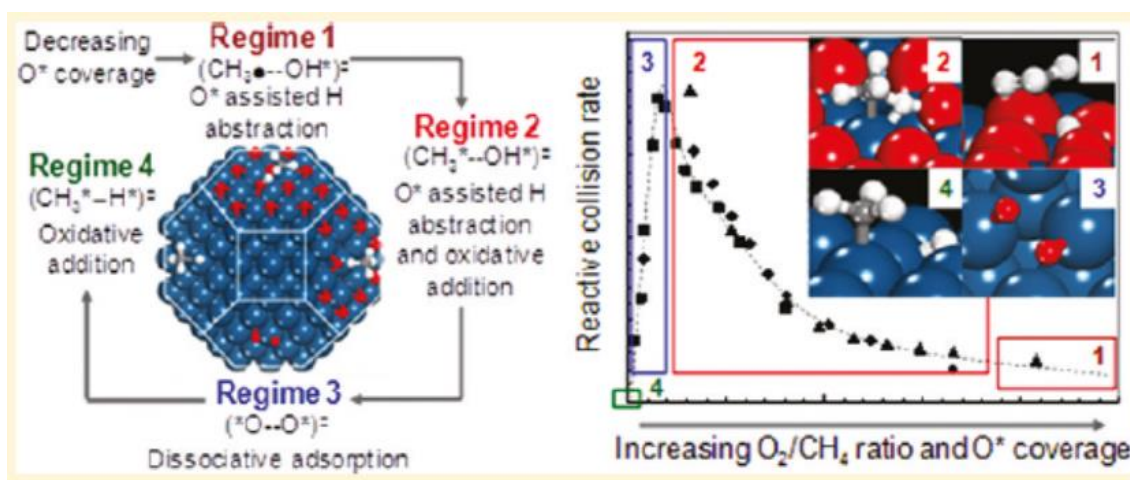 Decreasing
O* coverage
Regime 1
(CH₃●--OH*)‡
O* assisted H
abstraction
Regime 2
(CH₃*--OH*)‡
O* assisted H
abstraction
and oxidative
addition
Regime 3
(*O--O*)‡
Dissociative adsorption
Regime 4
(CH₃*–H*)‡
Oxidative
addition
Reactive collision rate
3
2
2
1
4
3
1
4
Increasing O₂/CH₄ ratio and O* coverage